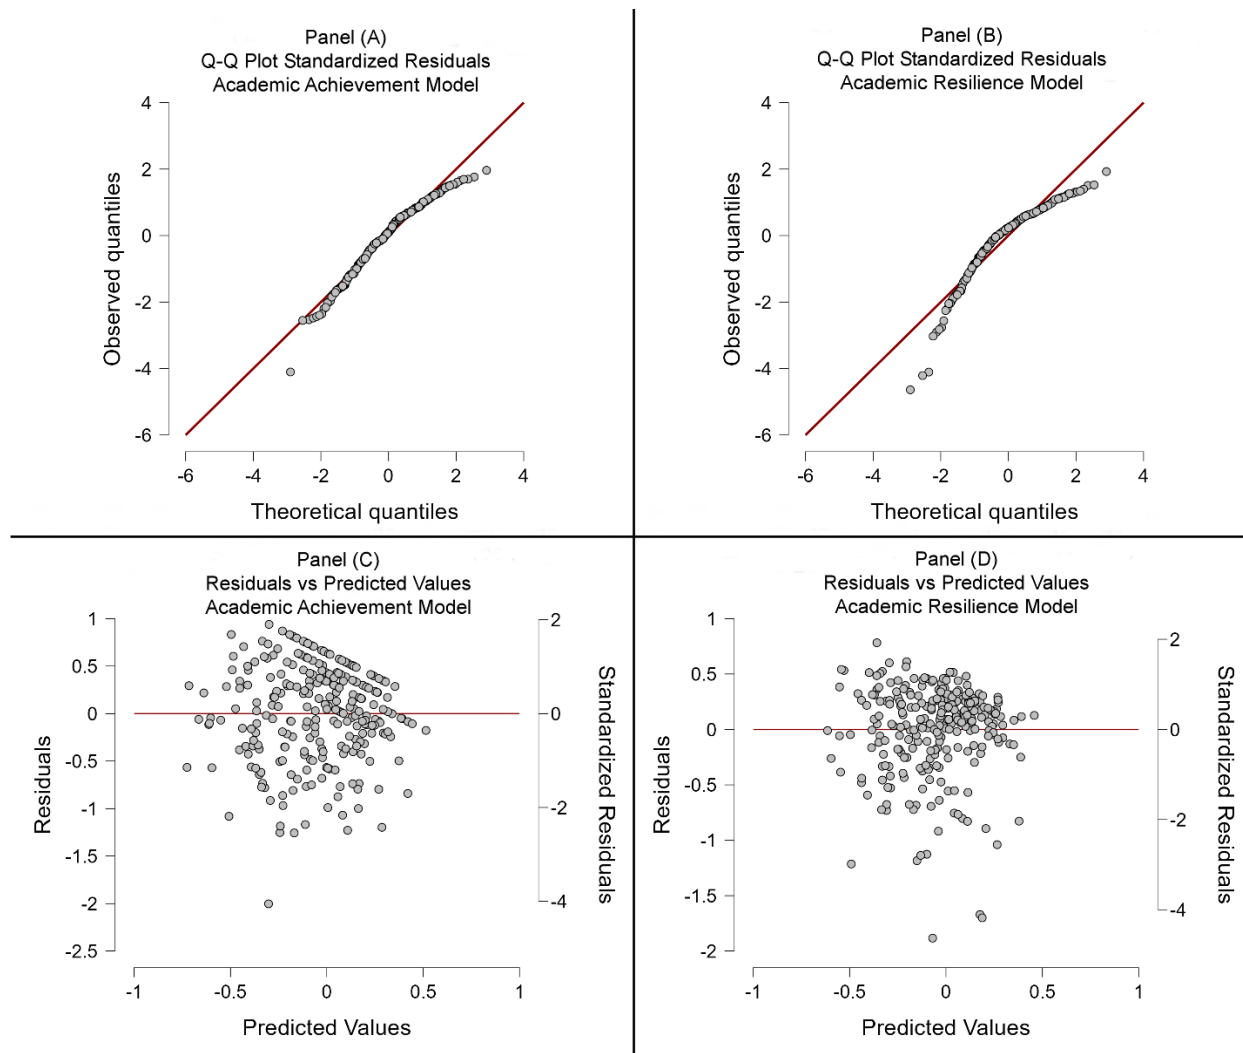 Panel (A)
Q-Q Plot Standardized Residuals
Academic Achievement Model
4
2
0
-2
-4
-6
Observed quantiles
-6
-4
-2
0
2
4
Theoretical quantiles
Panel (B)
Q-Q Plot Standardized Residuals
Academic Resilience Model
4
2
0
-2
-4
-6
Observed quantiles
-6
-4
-2
0
2
4
Theoretical quantiles
Panel (C)
Residuals vs Predicted Values
Academic Achievement Model
1
0.5
0
-0.5
-1
-1.5
-2
-2.5
Residuals
2
0
-2
-4
Standardized Residuals
-1
-0.5
0
0.5
1
Predicted Values
Panel (D)
Residuals vs Predicted Values
Academic Resilience Model
1
0.5
0
-0.5
-1
-1.5
-2
Residuals
2
0
-2
-4
Standardized Residuals
-1
-0.5
0
0.5
1
Predicted Values